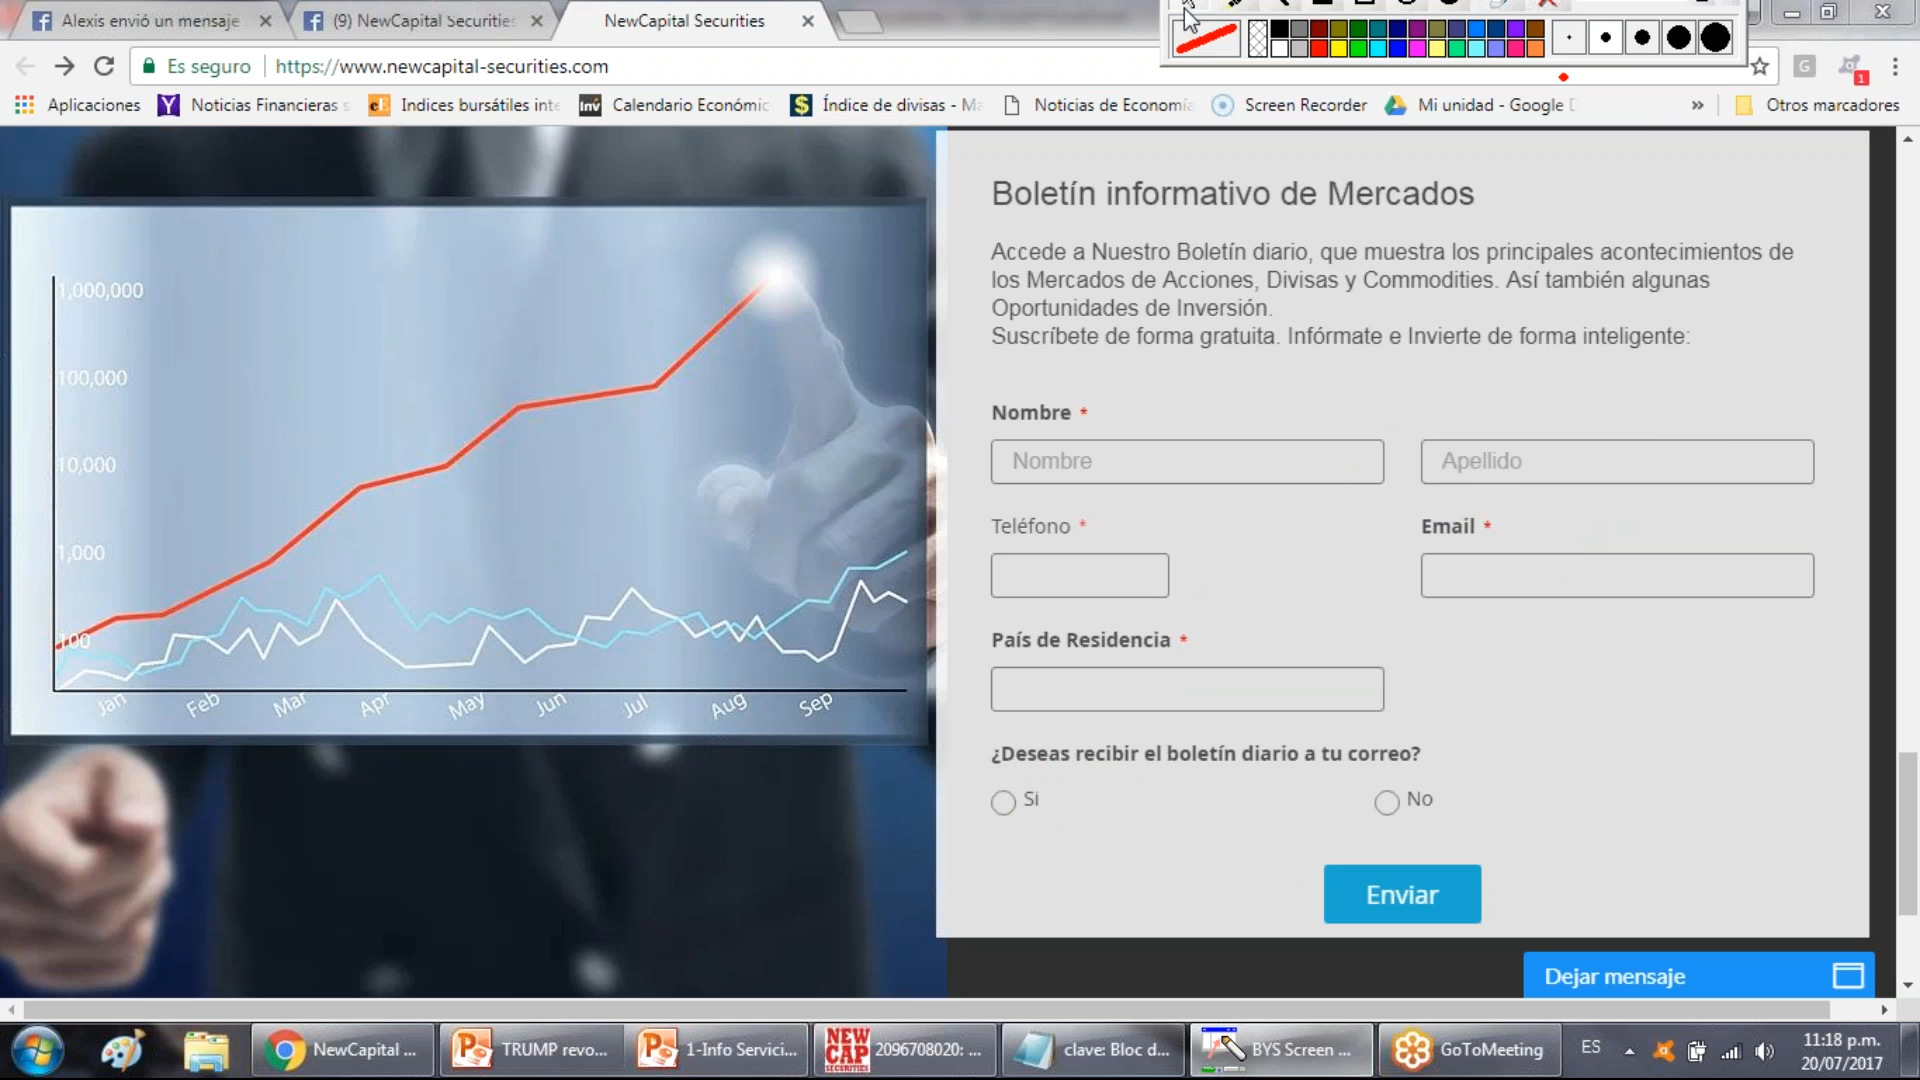 Alexis envió un mensaje
(9) NewCapital Securities
NewCapital Securities
Es seguro
https://www.newcapital-securities.com
G
1
Aplicaciones
Noticias Financieras
Indices bursátiles
Inv
Calendario
Índice de divisas -
Noticias de
Screen Recorder
Mi unidad - Google
»
Otros marcadores
1,000,000
100,000
10,000
1,000
100
Jan Feb Mar Apr May Jun Jul Aug Sep
Boletín informativo de Mercados
Accede a Nuestro Boletín diario, que muestra los principales acontecimientos de
los Mercados de Acciones, Divisas y Commodities. Así también algunas
Oportunidades de Inversión.
Suscríbete de forma gratuita. Infórmate e Invierte de forma inteligente:
Nombre *
Nombre
Apellido
Teléfono *
Email *
País de Residencia *
¿Deseas recibir el boletín diario a tu correo?
Si
No
Enviar
Dejar mensaje
NewCapital ...
TRUMP revo...
1-Info Servici...
NEW CAP SECURITIES
2096708020: ...
clave: Bloc d...
BYS Screen ...
GoToMeeting
ES
11:18 p.m.
20/07/2017